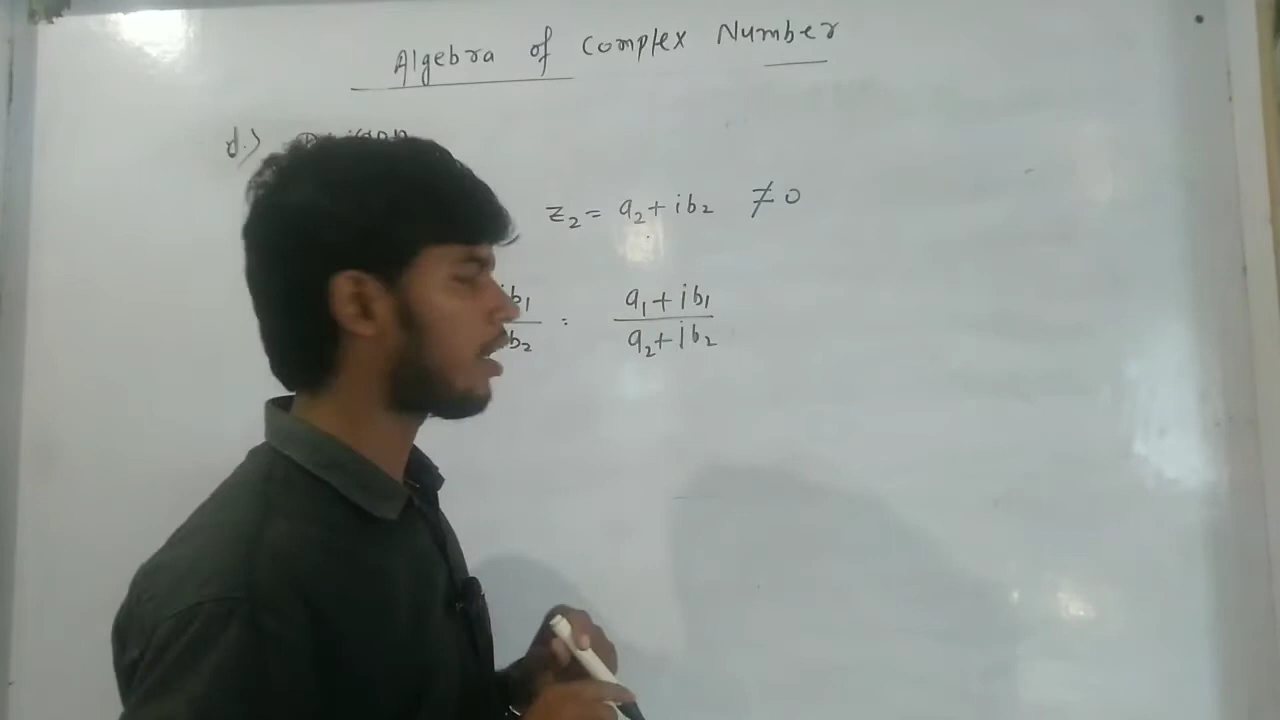 Algebra of Complex Number
d.) Division
z₂ = a₂ + ib₂ ≠ 0
ib₁ = a₁ + ib₁
b₂ a₂ + ib₂